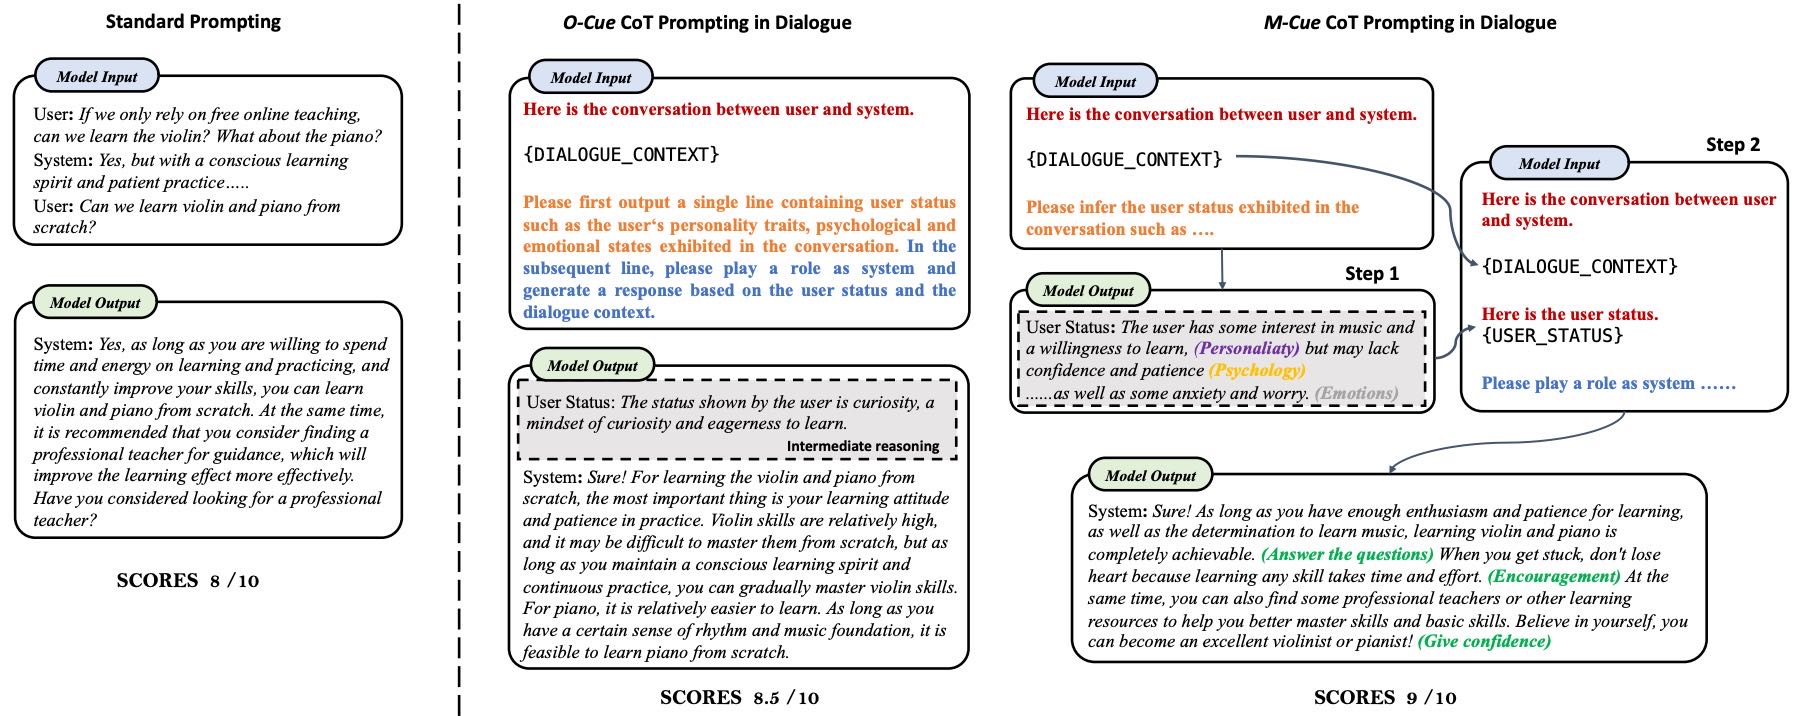 Standard Prompting
Model Input
User: If we only rely on free online teaching,
can we learn the violin? What about the piano?
System: Yes, but with a conscious learning
spirit and patient practice…..
User: Can we learn violin and piano from
scratch?
Model Output
System: Yes, as long as you are willing to spend
time and energy on learning and practicing, and
constantly improve your skills, you can learn
violin and piano from scratch. At the same time,
it is recommended that you consider finding a
professional teacher for guidance, which will
improve the learning effect more effectively.
Have you considered looking for a professional
teacher?
SCORES 8 /10
O-Cue CoT Prompting in Dialogue
Model Input
Here is the conversation between user and system.
{DIALOGUE_CONTEXT}
Please first output a single line containing user status
such as the user‘s personality traits, psychological and
emotional states exhibited in the conversation. In the
subsequent line, please play a role as system and
generate a response based on the user status and the
dialogue context.
Model Output
User Status: The status shown by the user is curiosity, a
mindset of curiosity and eagerness to learn.
Intermediate reasoning
System: Sure! For learning the violin and piano from
scratch, the most important thing is your learning attitude
and patience in practice. Violin skills are relatively high,
and it may be difficult to master them from scratch, but as
long as you maintain a conscious learning spirit and
continuous practice, you can gradually master violin skills.
For piano, it is relatively easier to learn. As long as you
have a certain sense of rhythm and music foundation, it is
feasible to learn piano from scratch.
SCORES 8.5 /10
M-Cue CoT Prompting in Dialogue
Model Input
Here is the conversation between user and system.
{DIALOGUE_CONTEXT}
Please infer the user status exhibited in the
conversation such as ….
Step 1
Model Output
User Status: The user has some interest in music and
a willingness to learn, (Personaliaty) but may lack
confidence and patience (Psychology)
……as well as some anxiety and worry. (Emotions)
Step 2
Model Input
Here is the conversation between user
and system.
{DIALOGUE_CONTEXT}
Here is the user status.
{USER_STATUS}
Please play a role as system ……
Model Output
System: Sure! As long as you have enough enthusiasm and patience for learning,
as well as the determination to learn music, learning violin and piano is
completely achievable. (Answer the questions) When you get stuck, don't lose
heart because learning any skill takes time and effort. (Encouragement) At the
same time, you can also find some professional teachers or other learning
resources to help you better master skills and basic skills. Believe in yourself, you
can become an excellent violinist or pianist! (Give confidence)
SCORES 9 /10